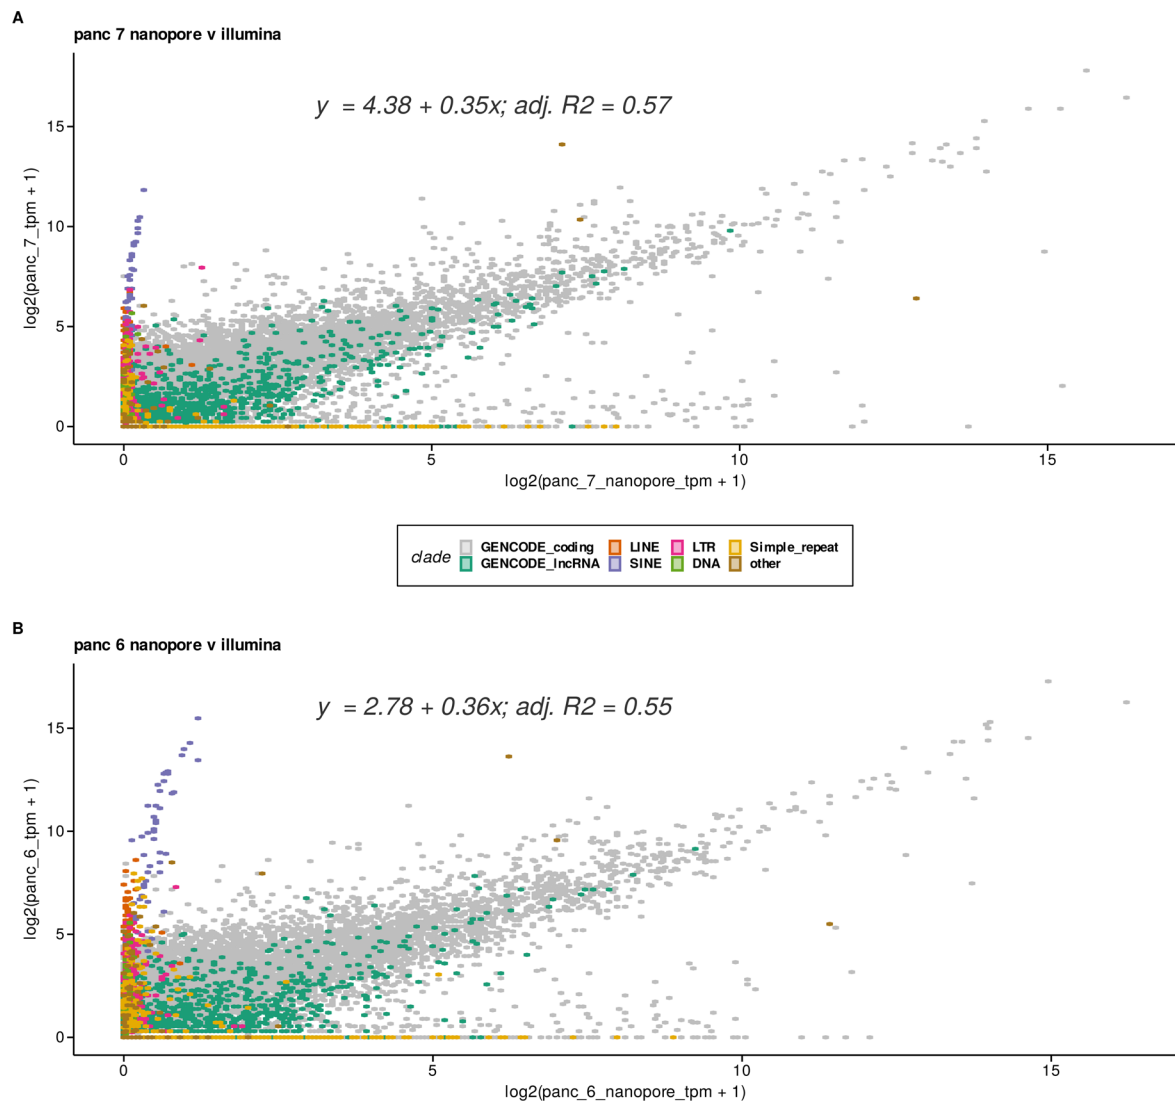 A
panc 7 nanopore v illumina
y = 4.38 + 0.35x; adj. R2 = 0.57
log2(panc_7_tpm + 1)
15
10
5
0
0 5 10 15
log2(panc_7_nanopore_tpm + 1)
clade
GENCODE_coding LINE LTR Simple_repeat
GENCODE_lncRNA SINE DNA other
B
panc 6 nanopore v illumina
y = 2.78 + 0.36x; adj. R2 = 0.55
log2(panc_6_tpm + 1)
15
10
5
0
0 5 10 15
log2(panc_6_nanopore_tpm + 1)